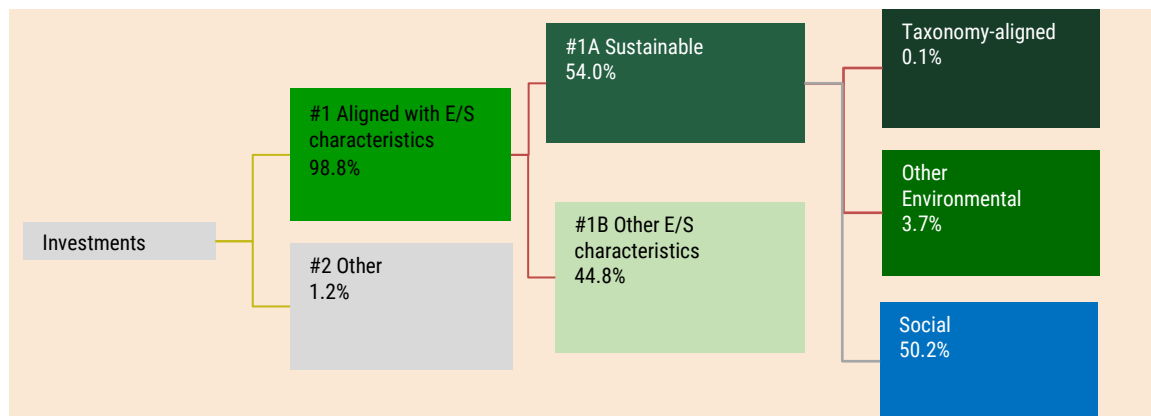 Investments
#1 Aligned with E/S
characteristics
98.8%
#2 Other
1.2%
#1A Sustainable
54.0%
#1B Other E/S
characteristics
44.8%
Taxonomy-aligned
0.1%
Other
Environmental
3.7%
Social
50.2%